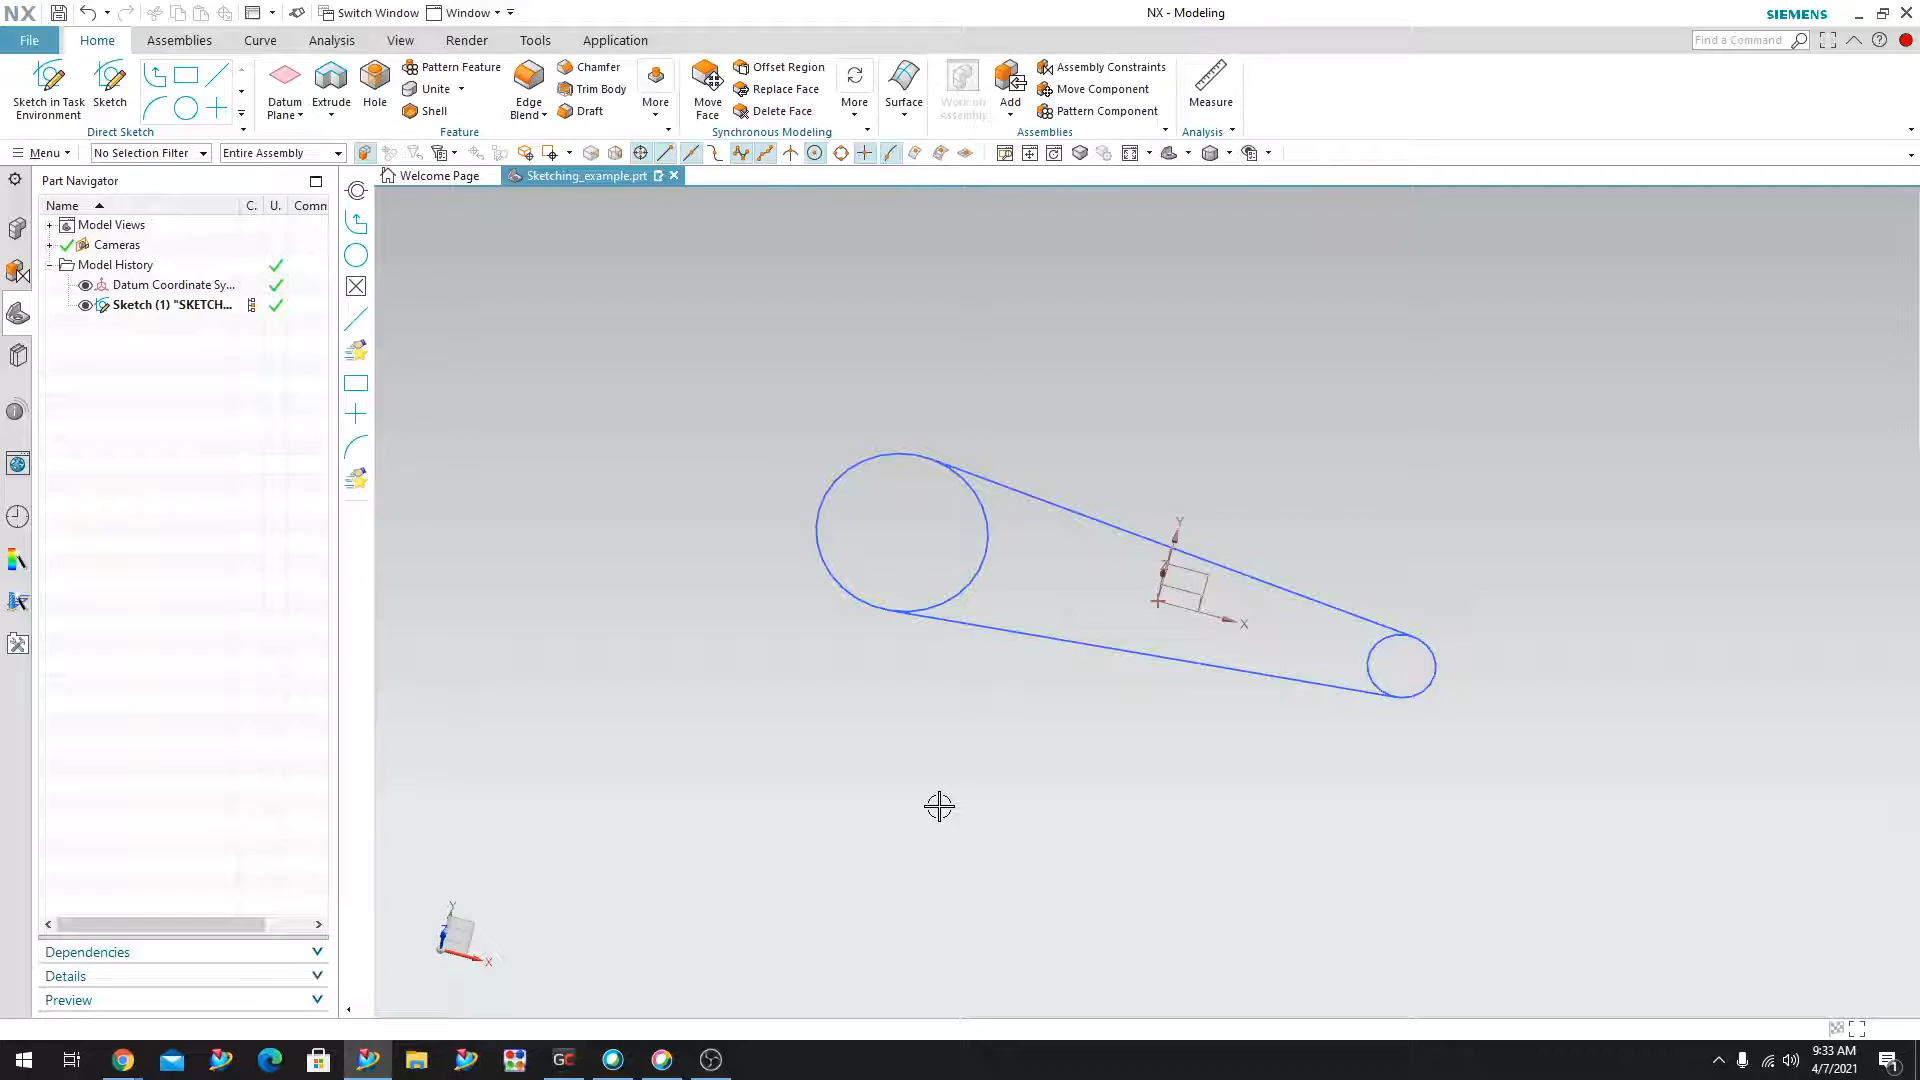 NX
Switch Window
Window
NX - Modeling
SIEMENS
File
Home
Assemblies
Curve
Analysis
View
Render
Tools
Application
Find a Command
Sketch in Task
Environment
Sketch
Direct Sketch
Datum
Plane
Extrude
Hole
Pattern Feature
Unite
Shell
Edge
Blend
Chamfer
Trim Body
Draft
More
Feature
Move
Face
Offset Region
Replace Face
Delete Face
More
Synchronous Modeling
Surface
Work on
Assembly
Add
Assembly Constraints
Move Component
Pattern Component
Assemblies
Measure
Analysis
Menu
No Selection Filter
Entire Assembly
Part Navigator
Welcome Page
Sketching_example.prt
Name
C.
U.
Comn
Model Views
Cameras
Model History
Datum Coordinate Sy...
Sketch (1) "SKETCH...
Y
X
Z
Y
Z
X
Dependencies
Details
Preview
GC
9:33 AM
4/7/2021
1